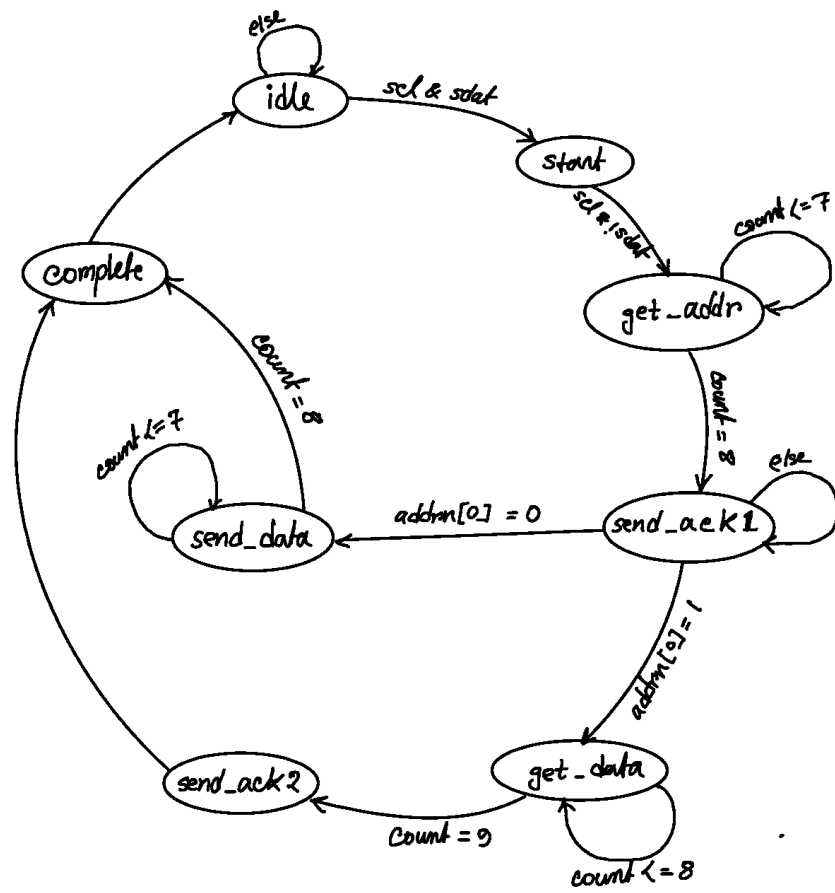 else
idle
scl & sdat
start
scl & !sdat
count <= 7
get_addr
complete
count = 8
count = 8
count <= 7
else
addrn[0] = 0
send_ack1
send_data
addrn[0] = 1
get_data
send_ack2
count = 9
count <= 8